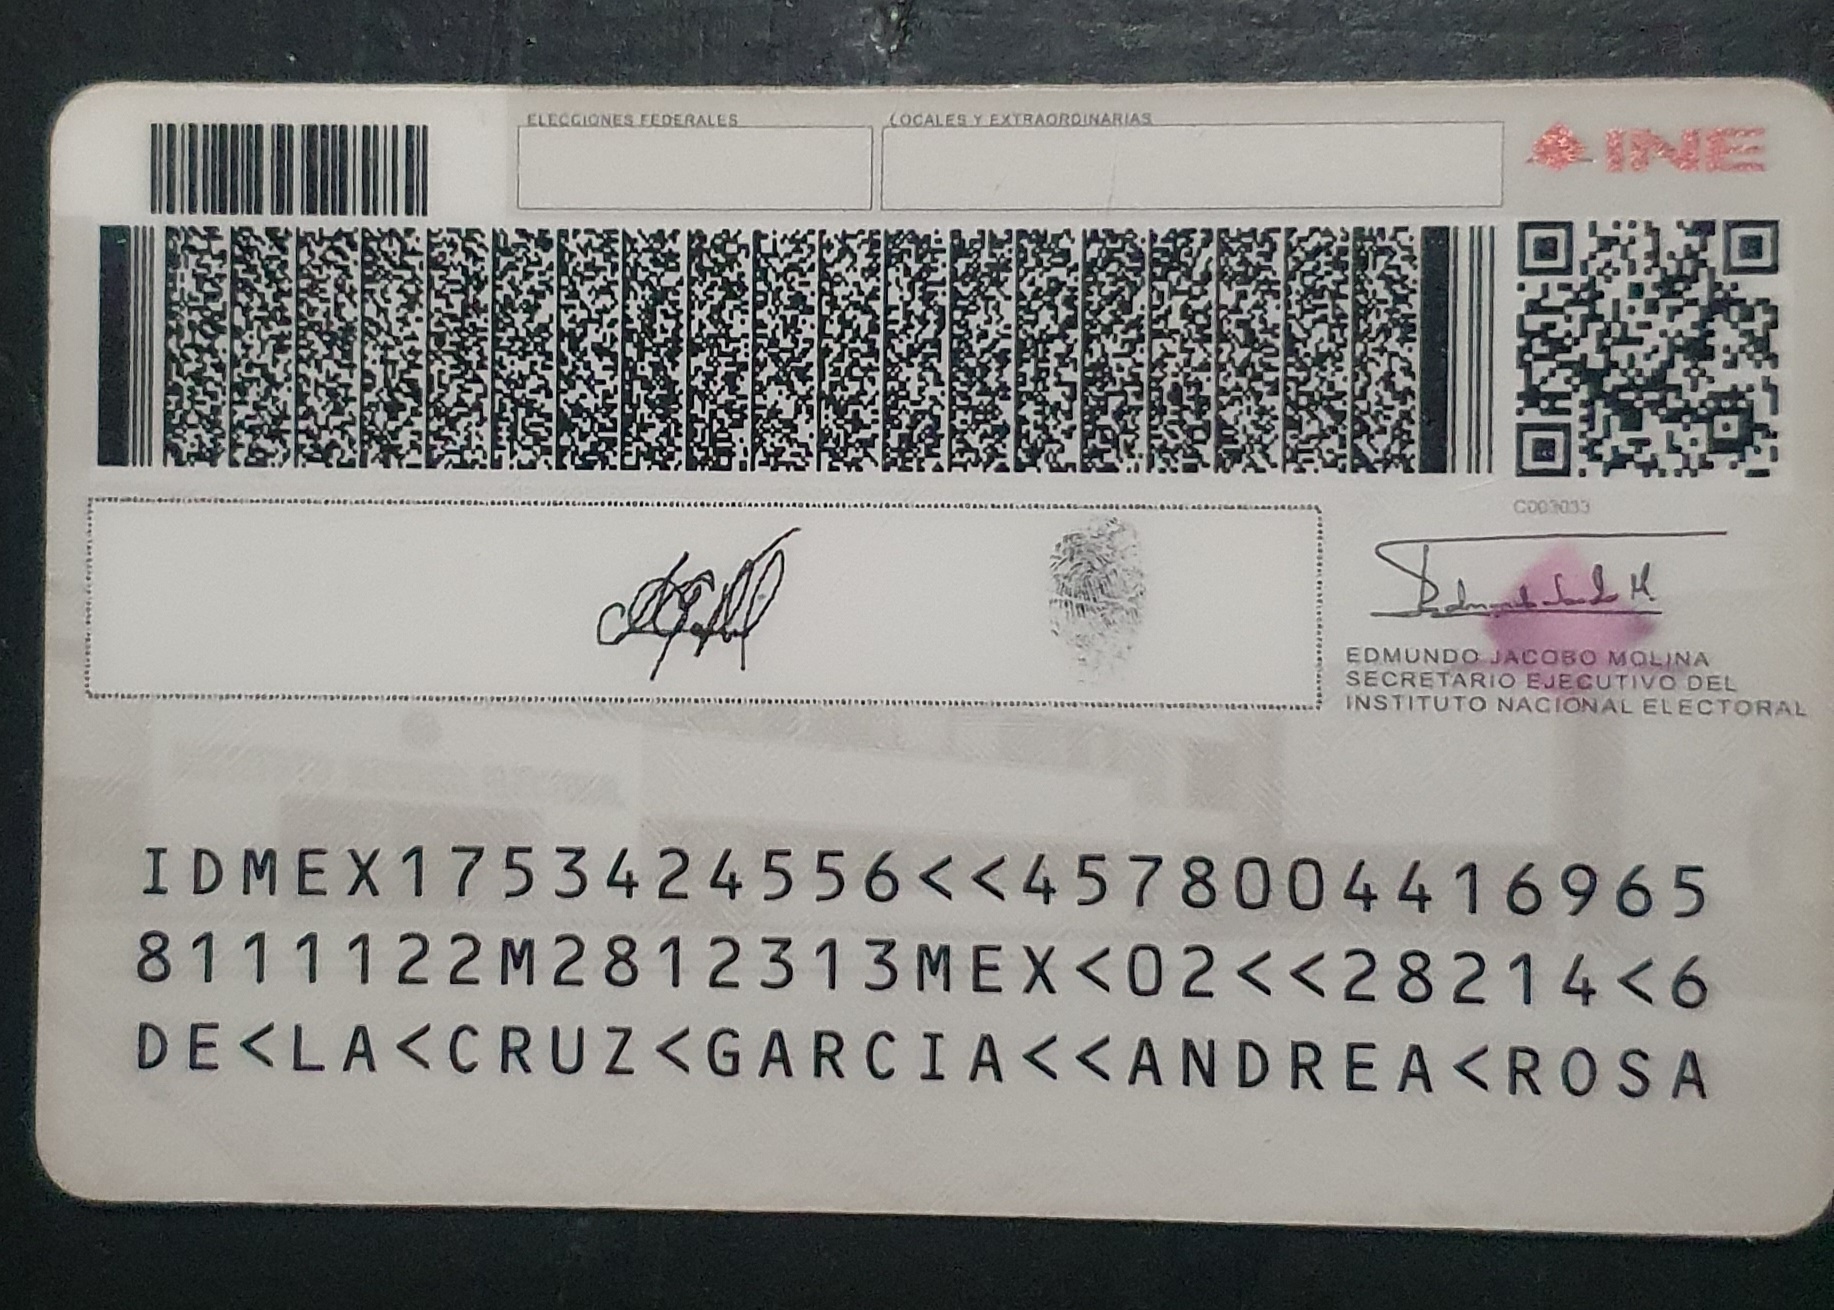 ELECCIONES FEDERALES
LOCALES Y EXTRAORDINARIAS
INE
C003033
EDMUNDO JACOBO MOLINA
SECRETARIO EJECUTIVO DEL
INSTITUTO NACIONAL ELECTORAL
IDMEX1753424556<<4578004416965
8111122M2812313MEX<02<<28214<6
DE<LA<CRUZ<GARCIA<<ANDREA<ROSA